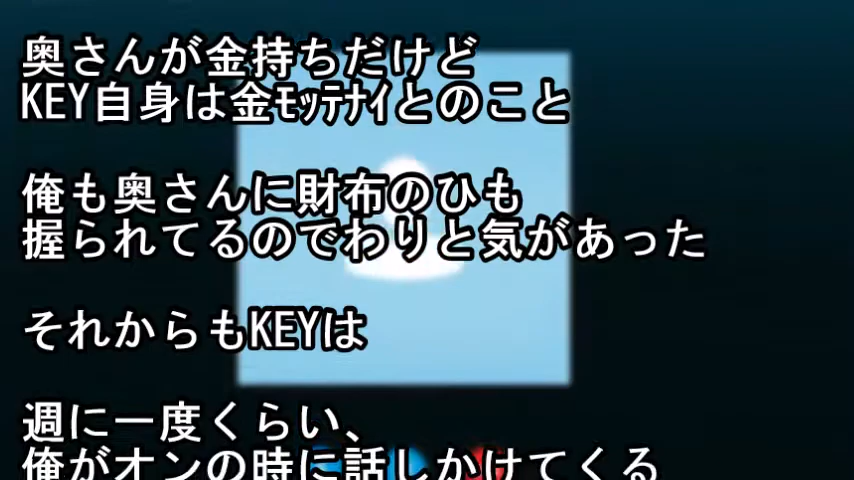 奥さんが金持ちだけど
KEY自身は金ﾓｯﾃﾅｲとのこと
俺も奥さんに財布のひも
握られてるのでわりと気があった
それからもKEYは
週に一度くらい、
俺がオンの時に話しかけてくる